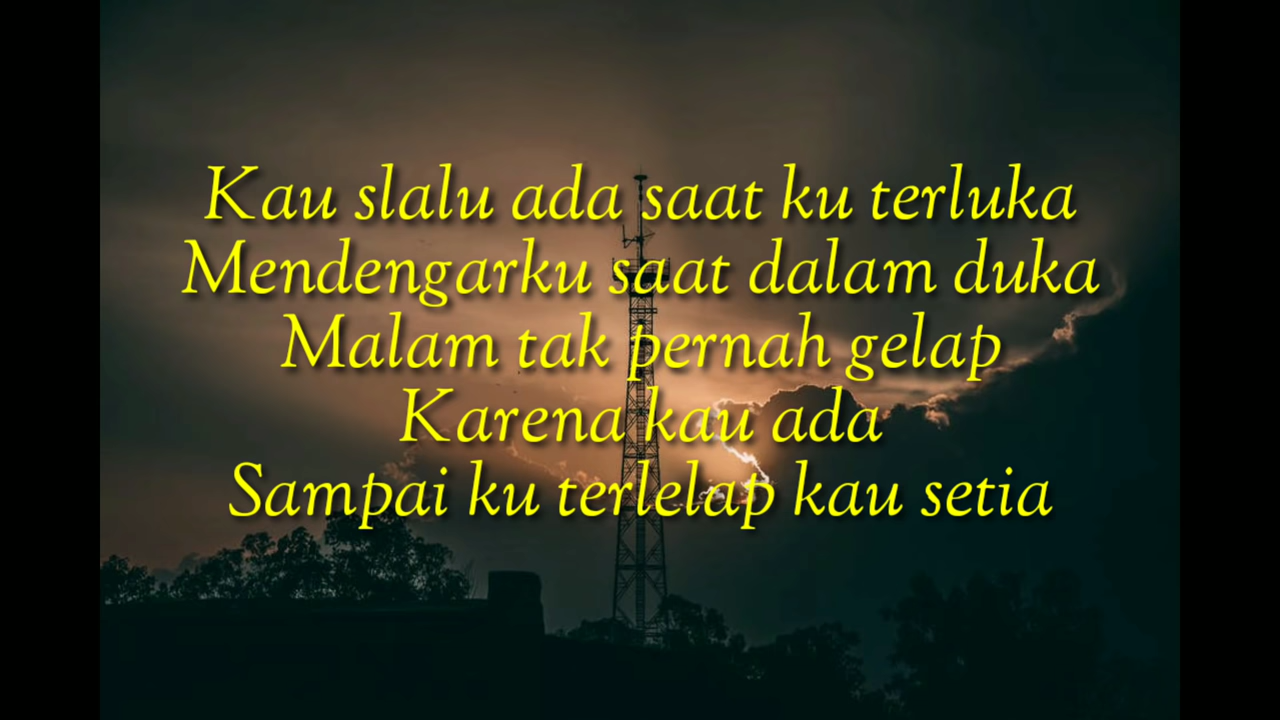 Kau slalu ada saat ku terluka
Mendengarku saat dalam duka
Malam tak pernah gelap
Karena kau ada
Sampai ku terlelap kau setia